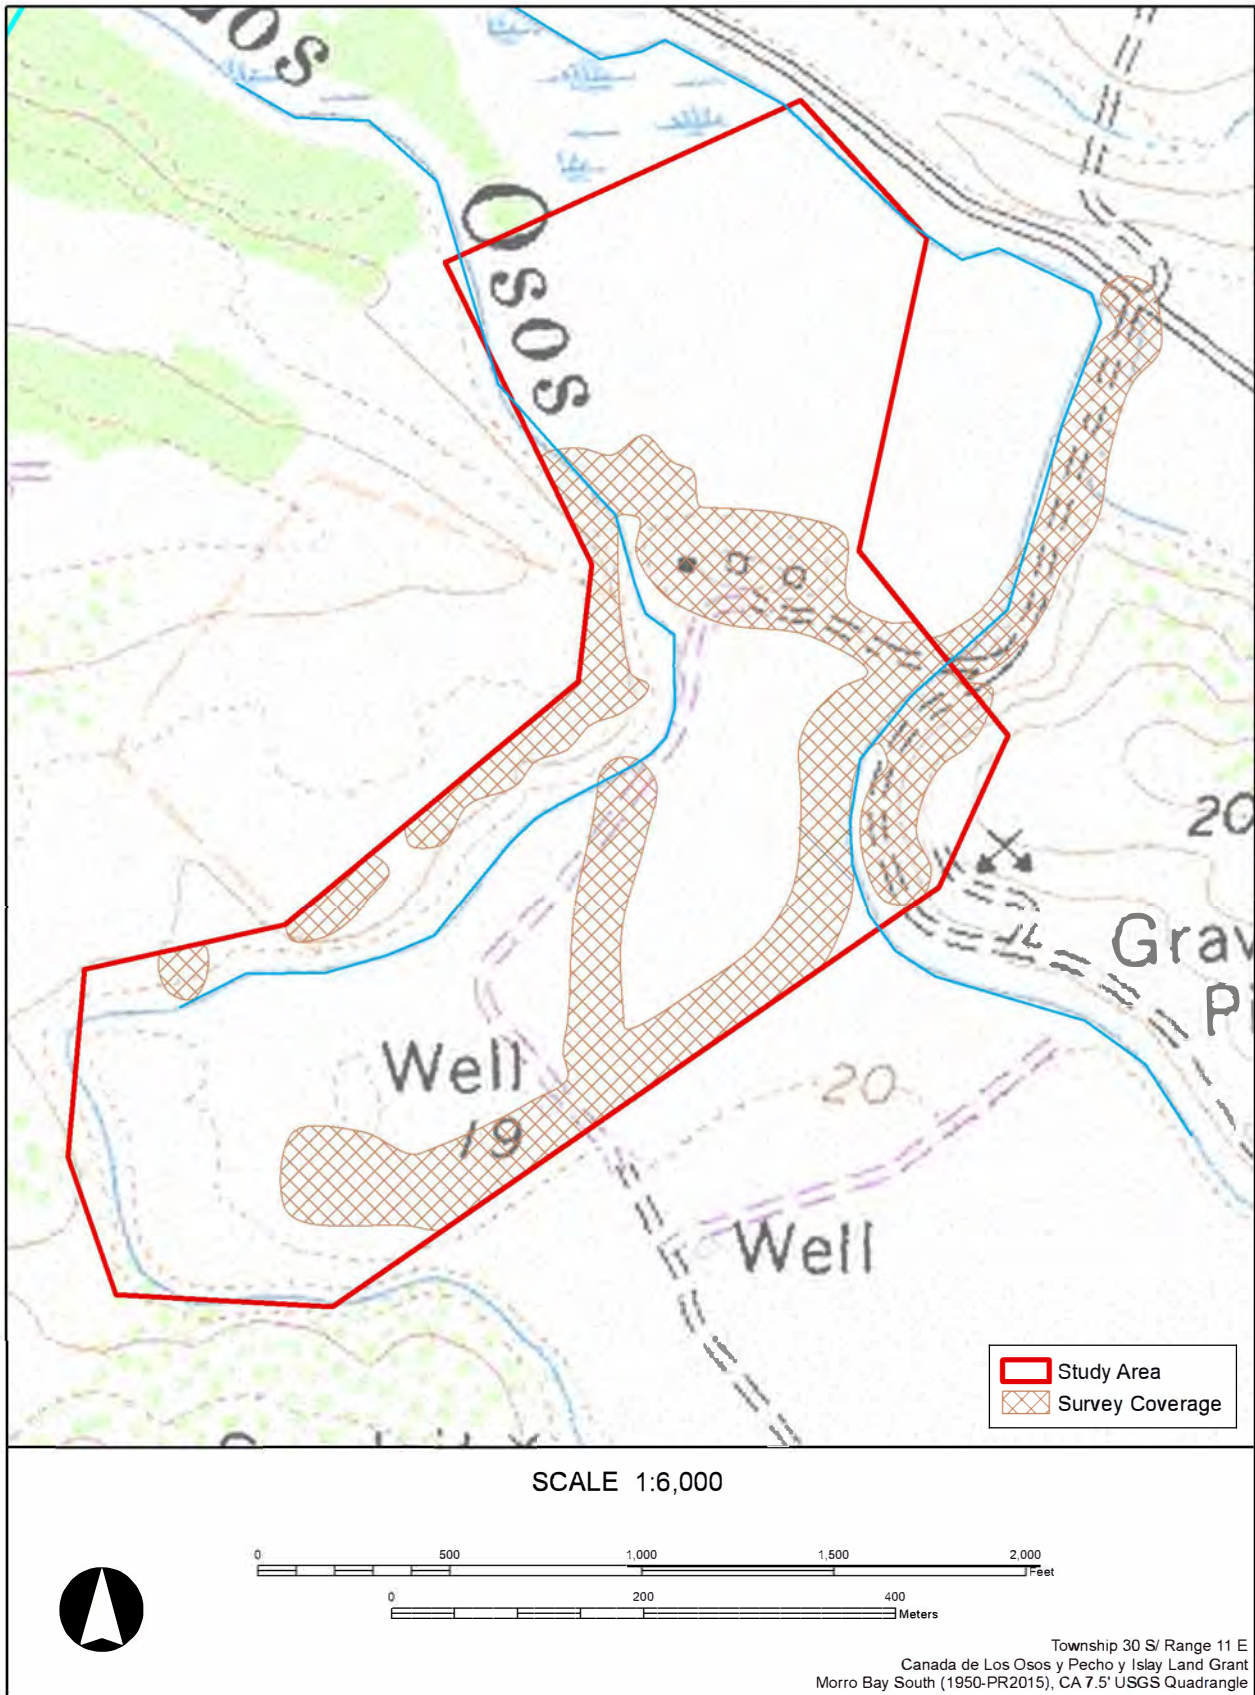 Osos
20
Well
19
20
Well
Study Area
Survey Coverage
SCALE 1:6,000
0 500 1,000 1,500 2,000
Feet
0 200 400
Meters
Township 30 S/ Range 11 E
Canada de Los Osos y Pecho y Islay Land Grant
Morro Bay South (1950-PR2015), CA 7.5' USGS Quadrangle